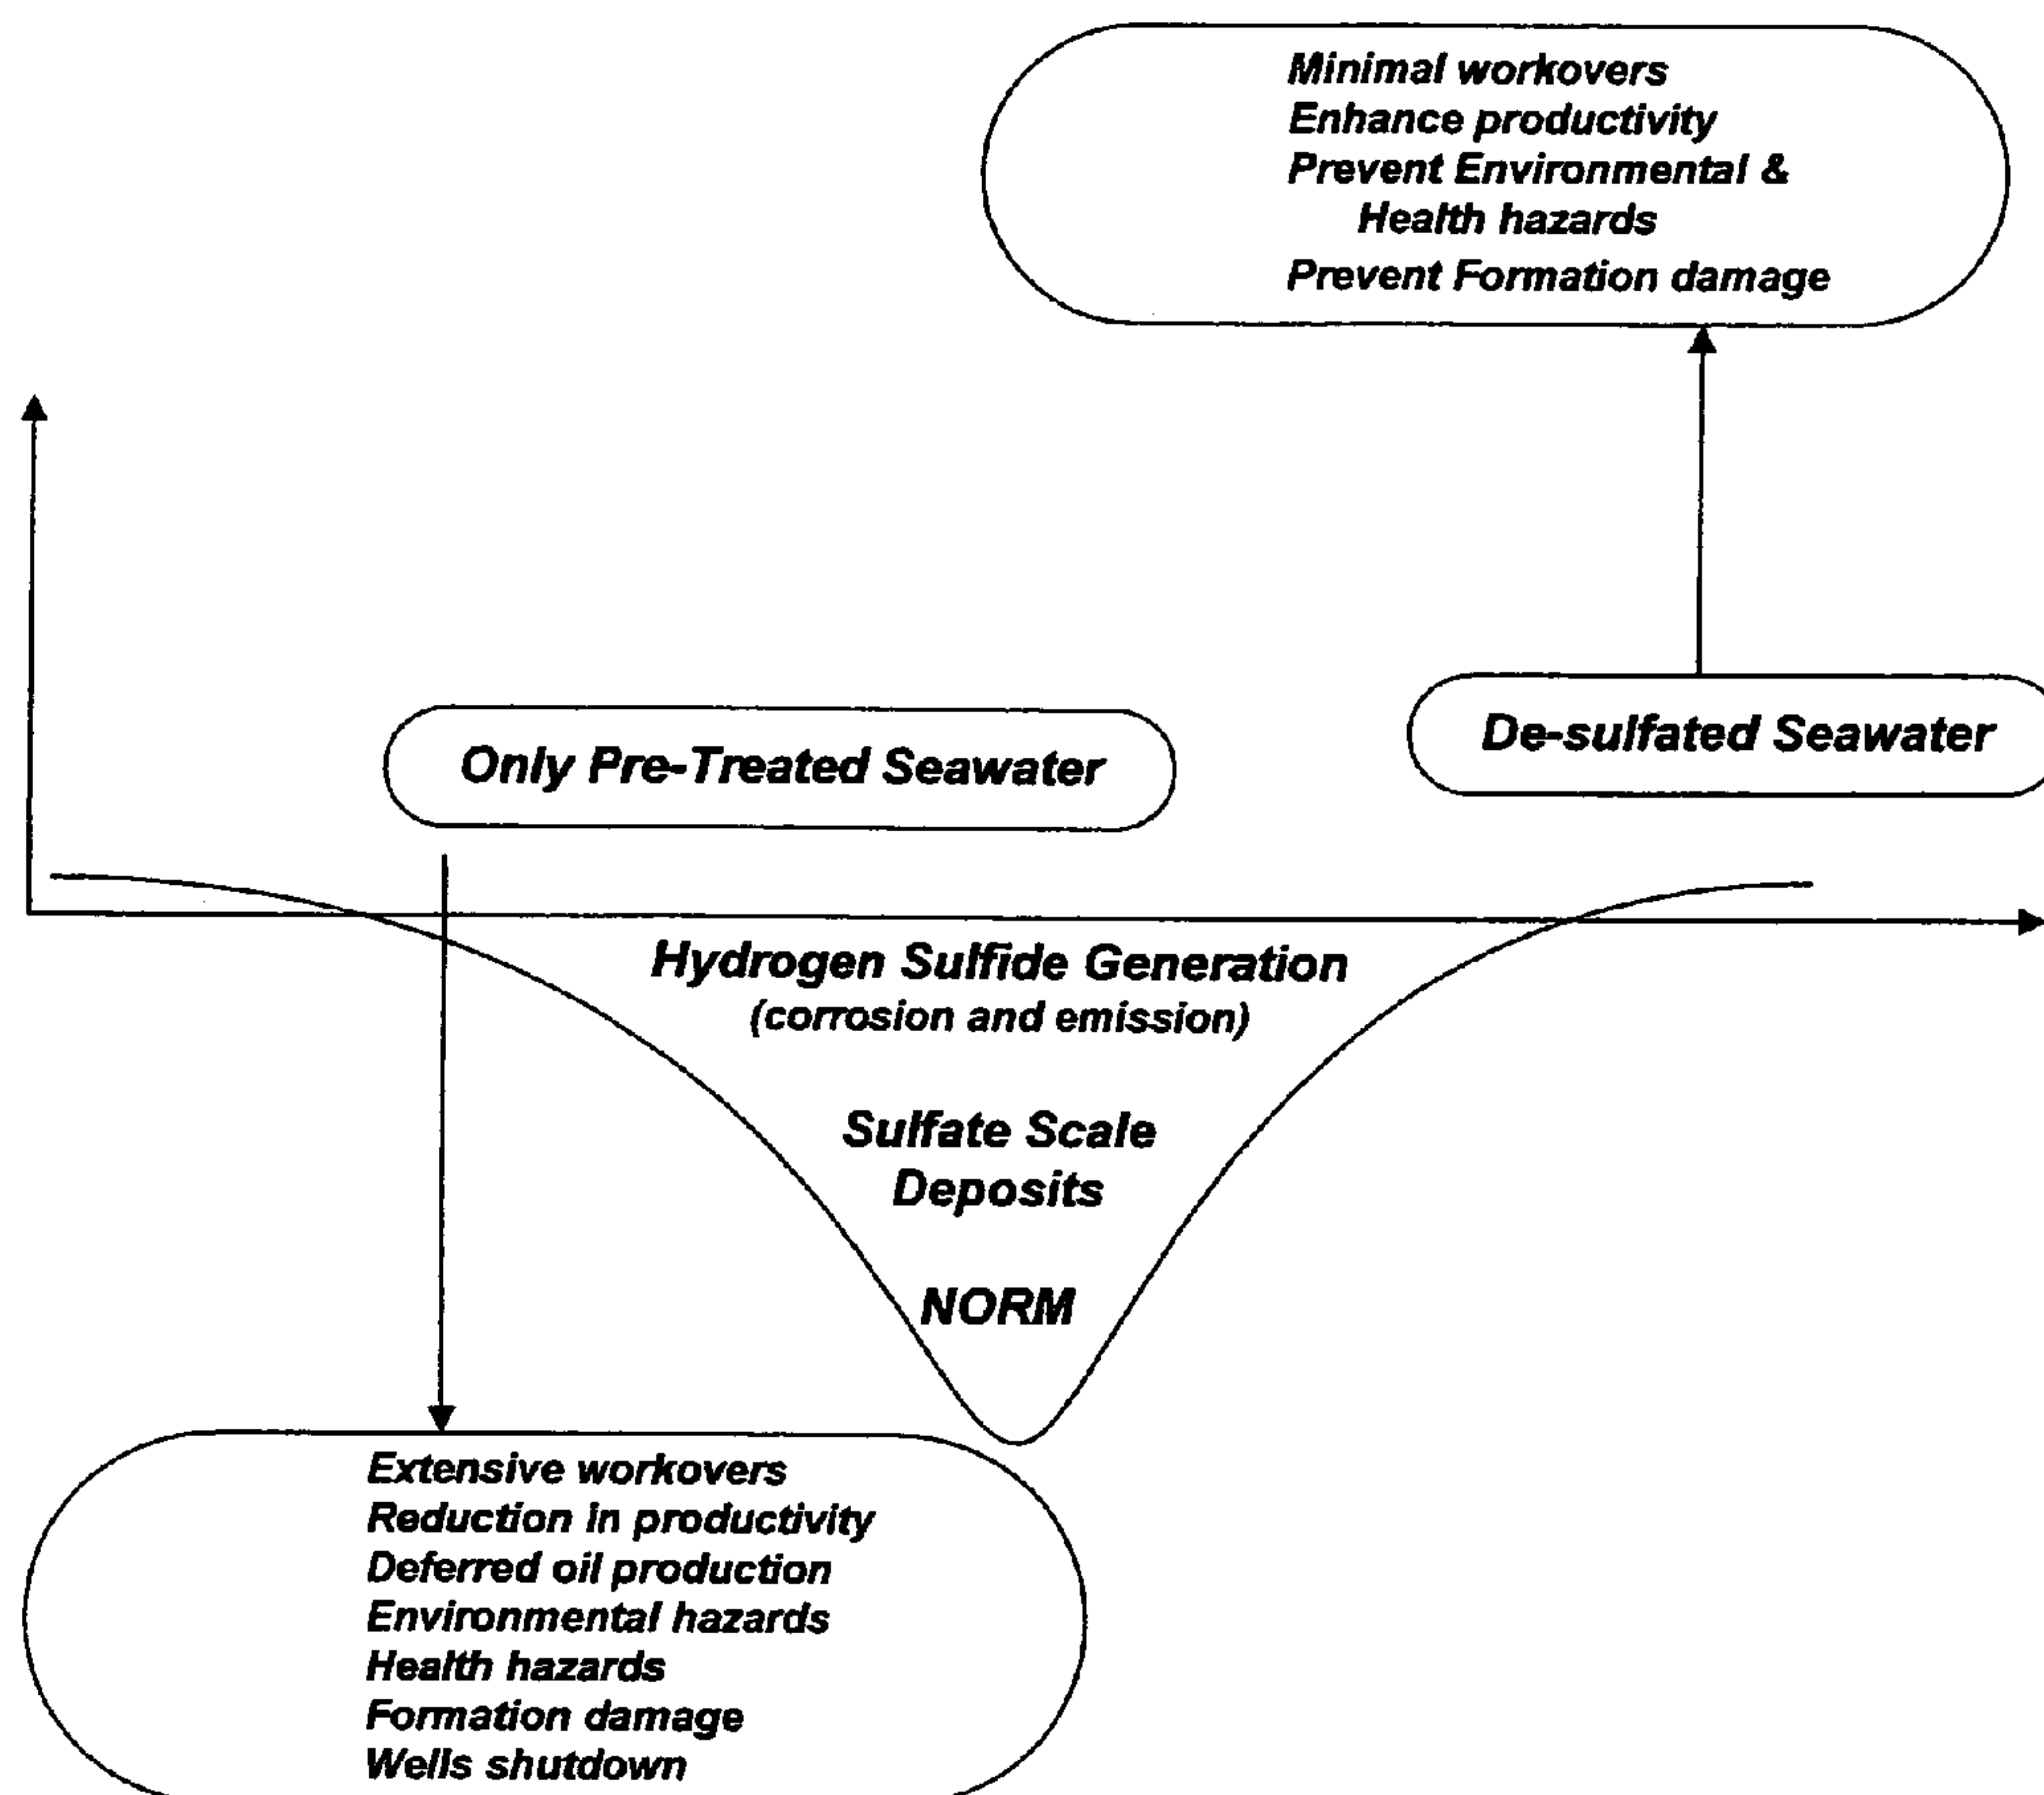 Minimal workovers
Enhance productivity
Prevent Environmental &
Health hazards
Prevent Formation damage
De-sulfated Seawater
Only Pre-Treated Seawater
Hydrogen Sulfide Generation
(corrosion and emission)
Sulfate Scale
Deposits
NORM
Extensive workovers
Reduction in productivity
Deferred oil production
Environmental hazards
Health hazards
Formation damage
Wells shutdown